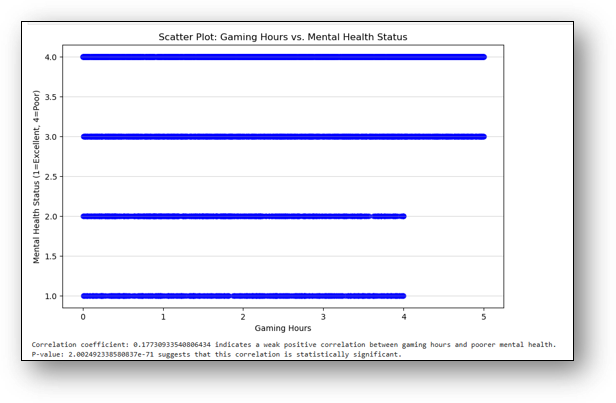 Scatter Plot: Gaming Hours vs. Mental Health Status
Mental Health Status (1=Excellent, 4=Poor)
4.0
3.5
3.0
2.5
2.0
1.5
1.0
0 1 2 3 4 5
Gaming Hours
Correlation coefficient: 0.17730933540806434 indicates a weak positive correlation between gaming hours and poorer mental health.
P-value: 2.002492338580837e-71 suggests that this correlation is statistically significant.